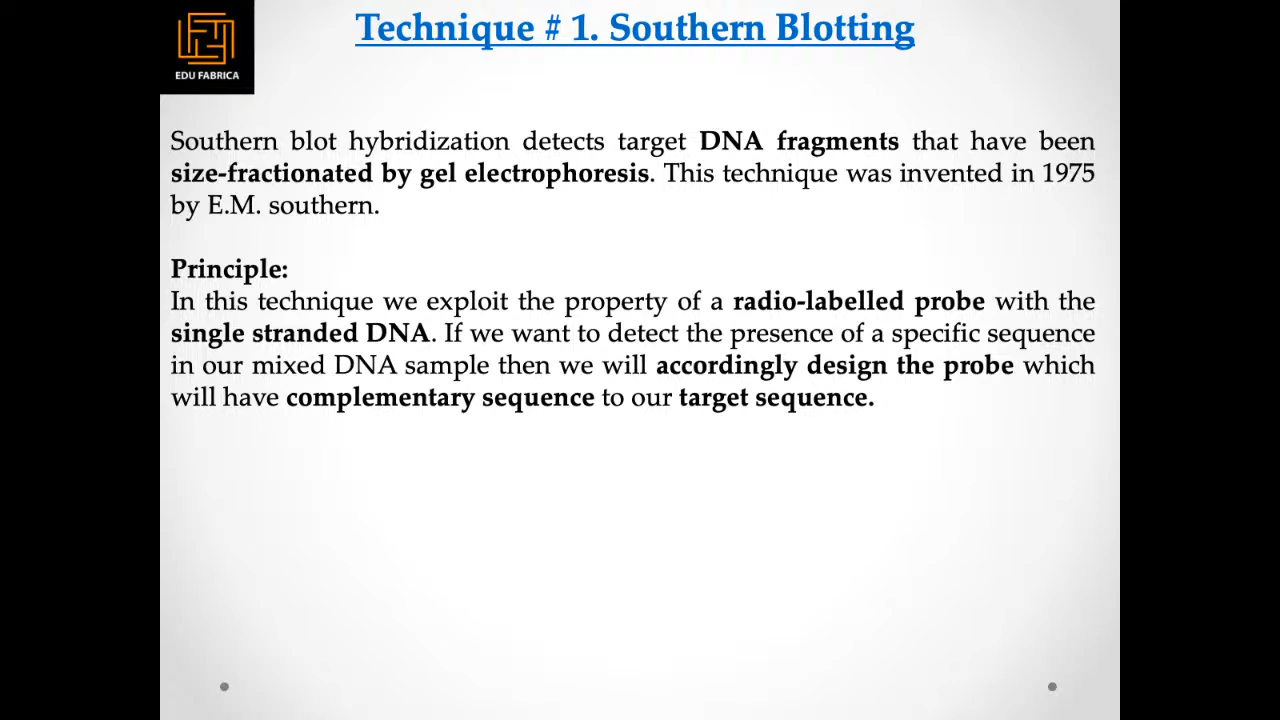 EDU FABRICA
Technique # 1. Southern Blotting
Southern blot hybridization detects target DNA fragments that have been
size-fractionated by gel electrophoresis. This technique was invented in 1975
by E.M. southern.
Principle:
In this technique we exploit the property of a radio-labelled probe with the
single stranded DNA. If we want to detect the presence of a specific sequence
in our mixed DNA sample then we will accordingly design the probe which
will have complementary sequence to our target sequence.